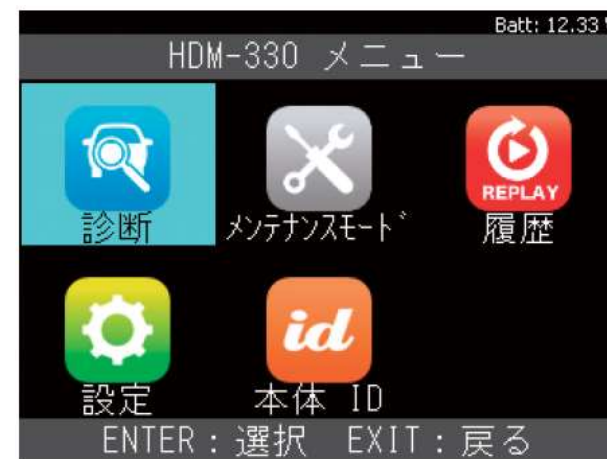 Batt: 12.33 V
HDM-330 メニュー
REPLAY
診断 メンテナンスモード 履歴
id
設定 本体 ID
ENTER：選択 EXIT：戻る